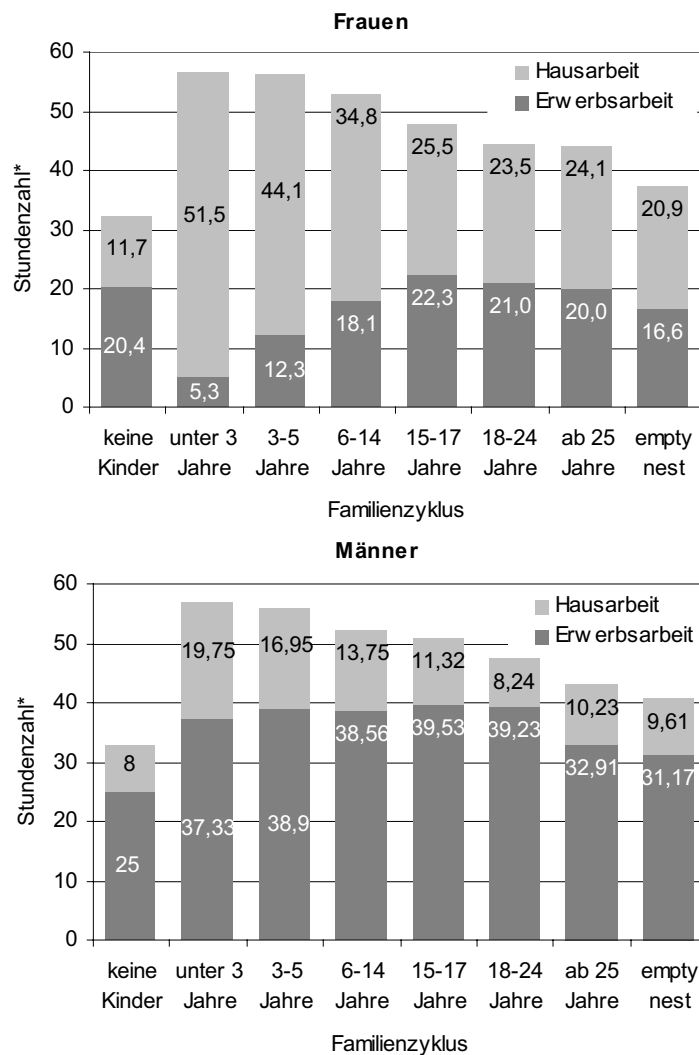 Frauen
60
50
40
30
20
10
0
Stundenzahl*
Hausarbeit
Erwerbsarbeit
11,7
51,5
44,1
34,8
25,5
23,5
24,1
20,9
20,4
5,3
12,3
18,1
22,3
21,0
20,0
16,6
keine Kinder
unter 3 Jahre
3-5 Jahre
6-14 Jahre
15-17 Jahre
18-24 Jahre
ab 25 Jahre
empty nest
Familienzyklus
Männer
60
50
40
30
20
10
0
Stundenzahl*
Hausarbeit
Erwerbsarbeit
8
19,75
16,95
13,75
11,32
8,24
10,23
9,61
25
37,33
38,9
38,56
39,53
39,23
32,91
31,17
keine Kinder
unter 3 Jahre
3-5 Jahre
6-14 Jahre
15-17 Jahre
18-24 Jahre
ab 25 Jahre
empty nest
Familienzyklus